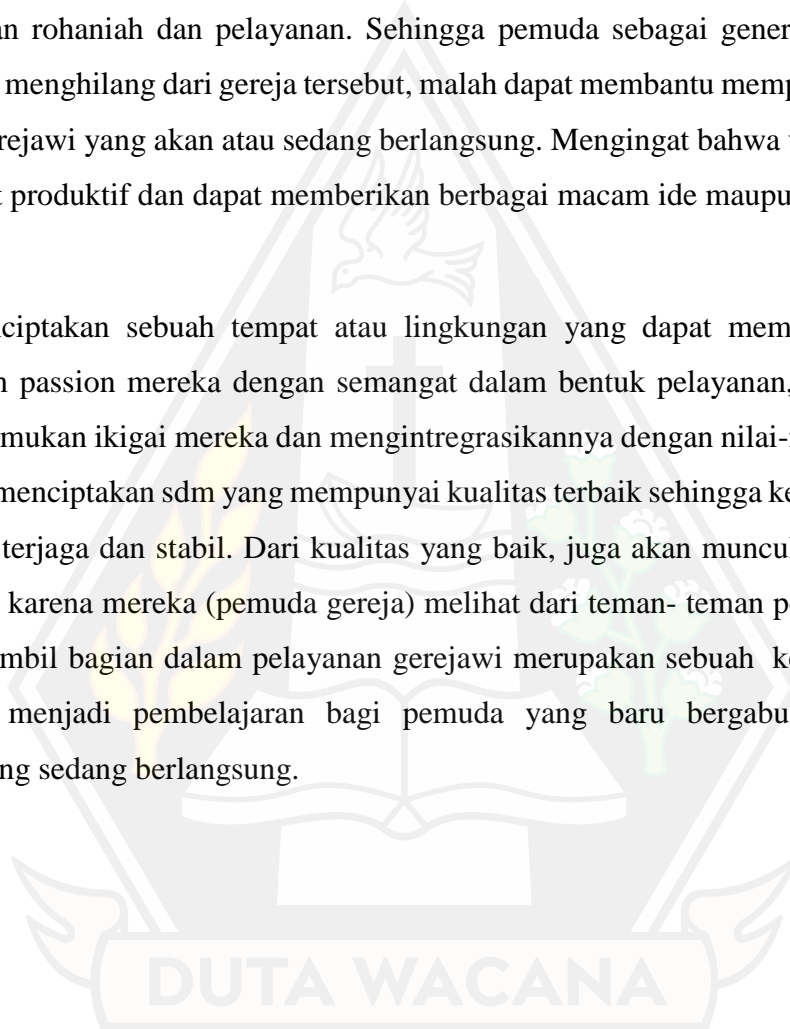 an rohaniah dan pelayanan. Sehingga pemuda sebagai gener
menghilang dari gereja tersebut, malah dapat membantu memp
rejawi yang akan atau sedang berlangsung. Mengingat bahwa
t produktif dan dapat memberikan berbagai macam ide maupu
ciptakan sebuah tempat atau lingkungan yang dapat mem
n passion mereka dengan semangat dalam bentuk pelayanan,
mukan ikigai mereka dan mengintregrasikannya dengan nilai-
menciptakan sdm yang mempunyai kualitas terbaik sehingga ke
terjaga dan stabil. Dari kualitas yang baik, juga akan muncul
karena mereka (pemuda gereja) melihat dari teman- teman pe
mbil bagian dalam pelayanan gerejawi merupakan sebuah ke
menjadi pembelajaran bagi pemuda yang baru bergabu
ng sedang berlangsung.
DUTA WACANA